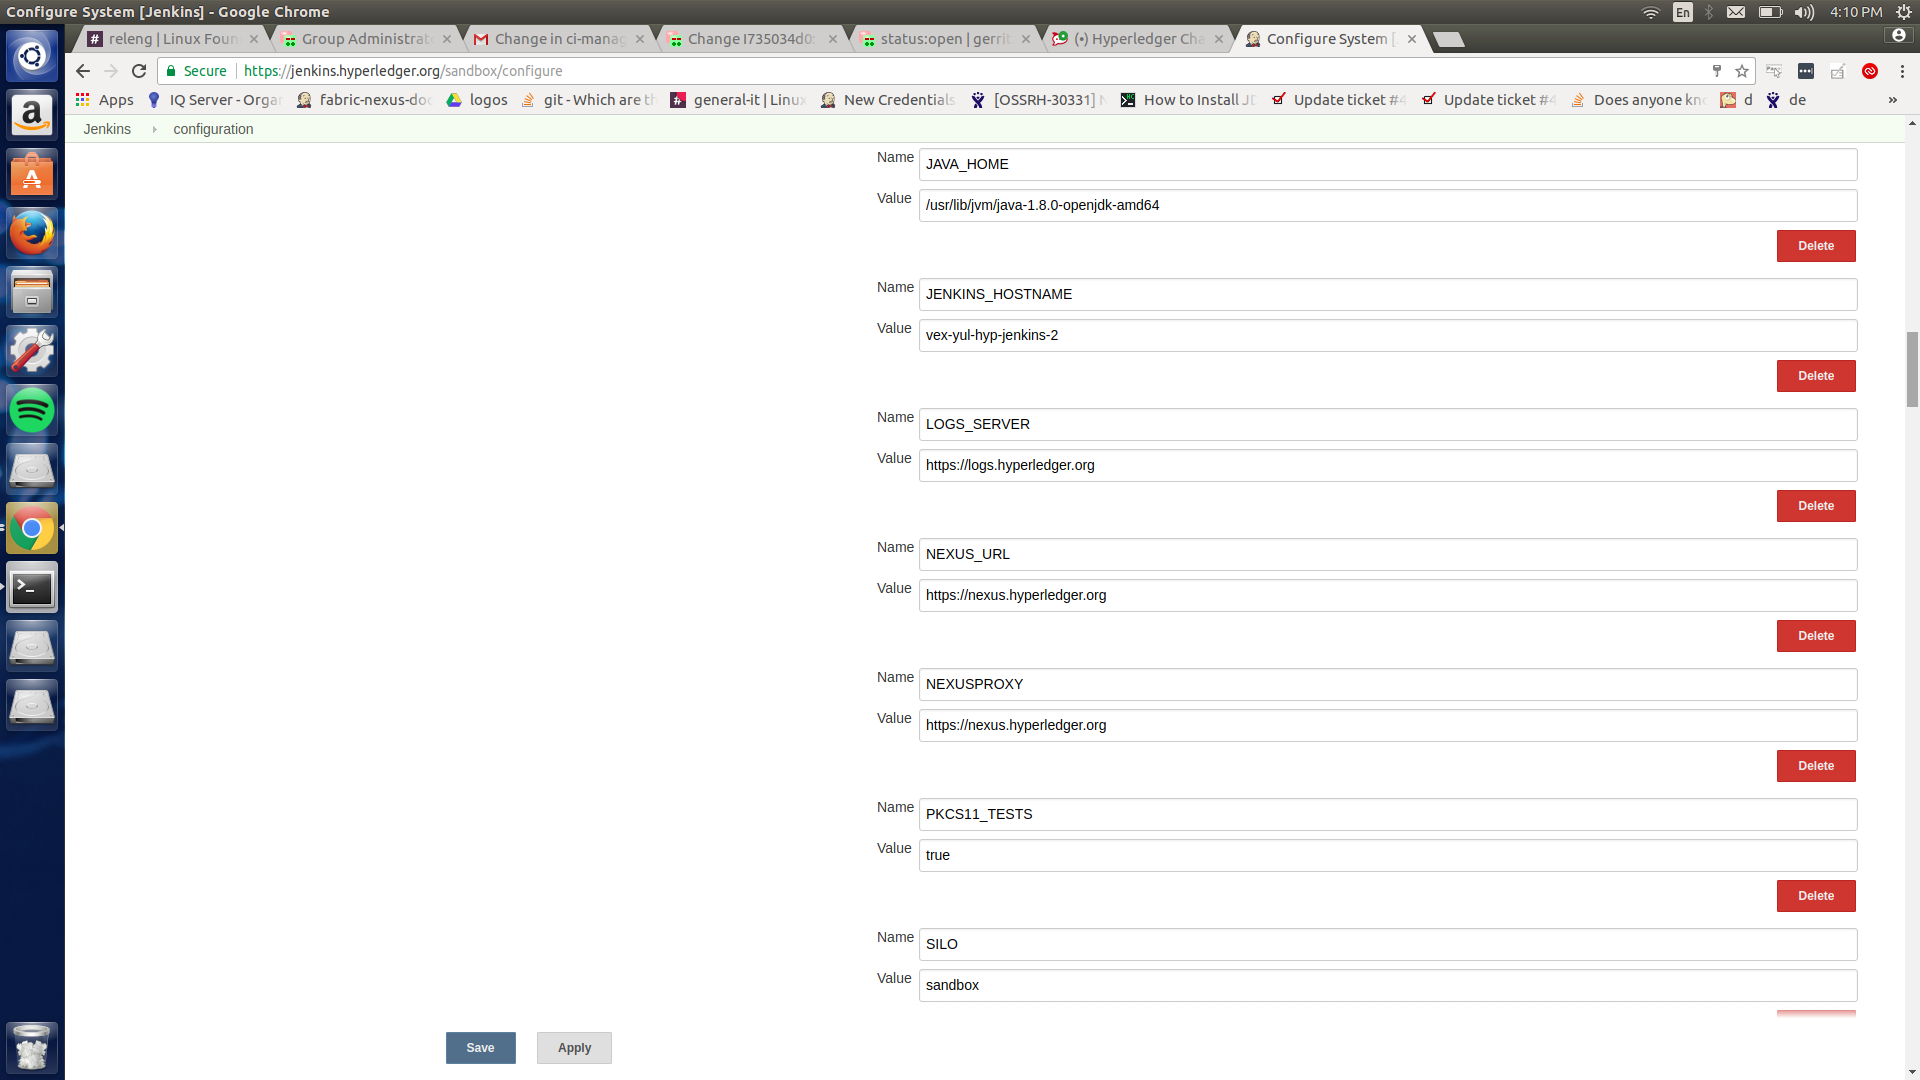 Configure System [Jenkins] - Google Chrome
En
4:10 PM
releng | Linux Foun
Group Administrat
Change in ci-manag
Change I735034d0:
status:open | gerrit
(•) Hyperledger Cha
Configure System [
Secure
https://jenkins.hyperledger.org/sandbox/configure
Apps
IQ Server - Orga
fabric-nexus-do
logos
git - Which are th
general-it | Linux
New Credentials
[OSSRH-30331]
How to Install JD
Update ticket #4
Update ticket #4
Does anyone kno
d
de
»
Jenkins
configuration
Name
JAVA_HOME
Value
/usr/lib/jvm/java-1.8.0-openjdk-amd64
Delete
Name
JENKINS_HOSTNAME
Value
vex-yul-hyp-jenkins-2
Delete
Name
LOGS_SERVER
Value
https://logs.hyperledger.org
Delete
Name
NEXUS_URL
Value
https://nexus.hyperledger.org
Delete
Name
NEXUSPROXY
Value
https://nexus.hyperledger.org
Delete
Name
PKCS11_TESTS
Value
true
Delete
Name
SILO
Value
sandbox
Save
Apply